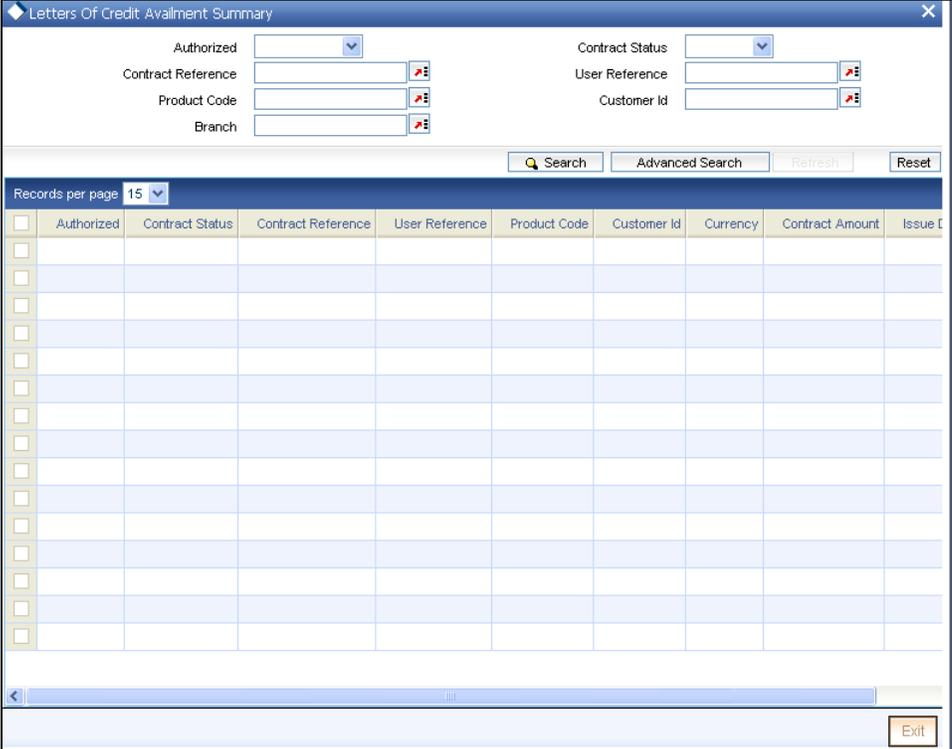 Letters Of Credit Availment Summary
Authorized Contract Status
Contract Reference User Reference
Product Code Customer Id
Branch
Search Advanced Search Refresh Reset
Records per page 15
Authorized Contract Status Contract Reference User Reference Product Code Customer Id Currency Contract Amount Issue D
Exit